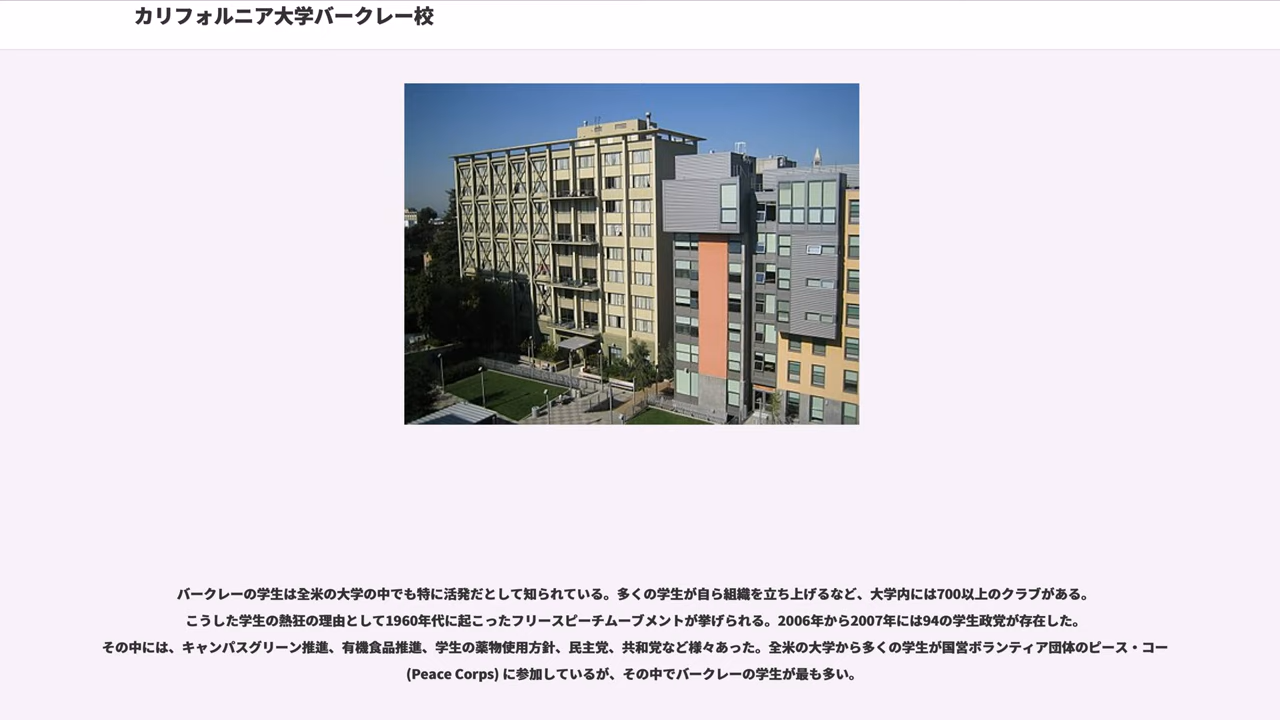 カリフォルニア大学バークレー校
バークレーの学生は全米の大学の中でも特に活発だとして知られている。多くの学生が自ら組織を立ち上げるなど、大学内には700以上のクラブがある。
こうした学生の熱狂の理由として1960年代に起こったフリースピーチムーブメントが挙げられる。2006年から2007年には94の学生政党が存在した。
その中には、キャンパスグリーン推進、有機食品推進、学生の薬物使用方針、民主党、共和党など様々あった。全米の大学から多くの学生が国営ボランティア団体のピース・コー
(Peace Corps) に参加しているが、その中でバークレーの学生が最も多い。